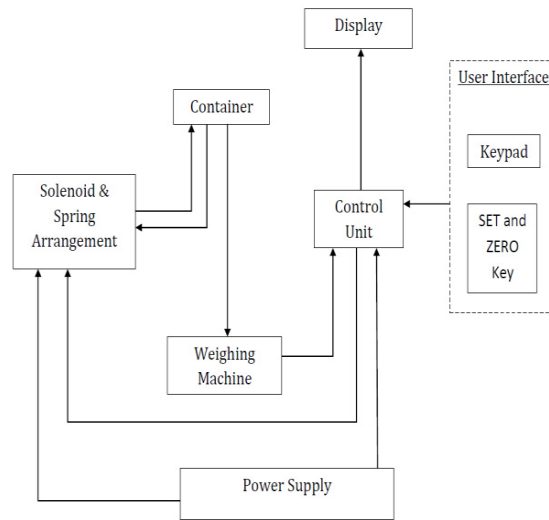 Display
User Interface
Container
Keypad
Solenoid &
Spring
Arrangement
Control
Unit
SET and
ZERO
Key
Weighing
Machine
Power Supply